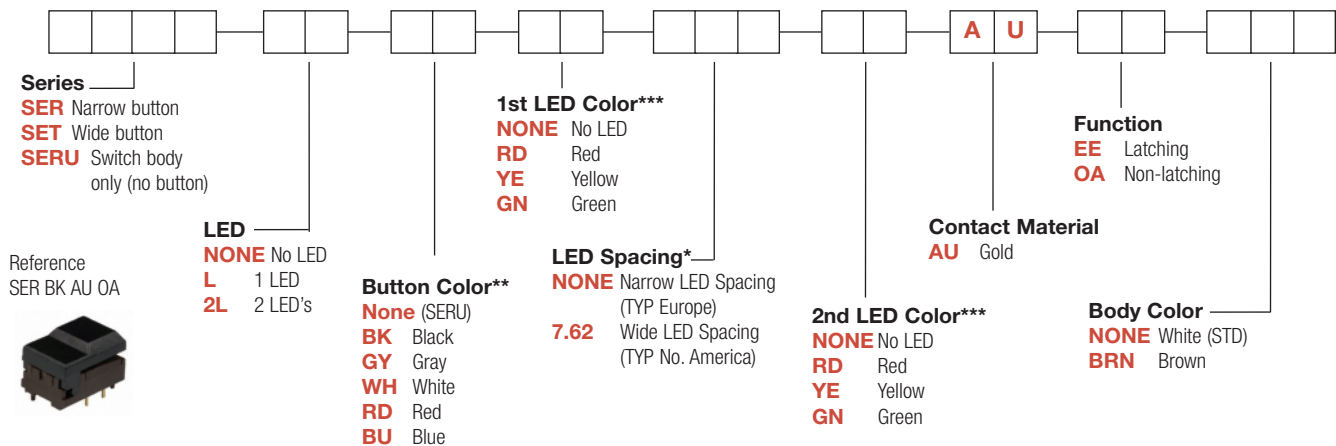 A U
Series
SER Narrow button
SET Wide button
SERU Switch body
only (no button)
Reference
SER BK AU OA
LED
NONE No LED
L 1 LED
2L 2 LED's
Button Color**
None (SERU)
BK Black
GY Gray
WH White
RD Red
BU Blue
1st LED Color***
NONE No LED
RD Red
YE Yellow
GN Green
LED Spacing*
NONE Narrow LED Spacing
(TYP Europe)
7.62 Wide LED Spacing
(TYP No. America)
2nd LED Color***
NONE No LED
RD Red
YE Yellow
GN Green
Contact Material
AU Gold
Function
EE Latching
OA Non-latching
Body Color
NONE White (STD)
BRN Brown